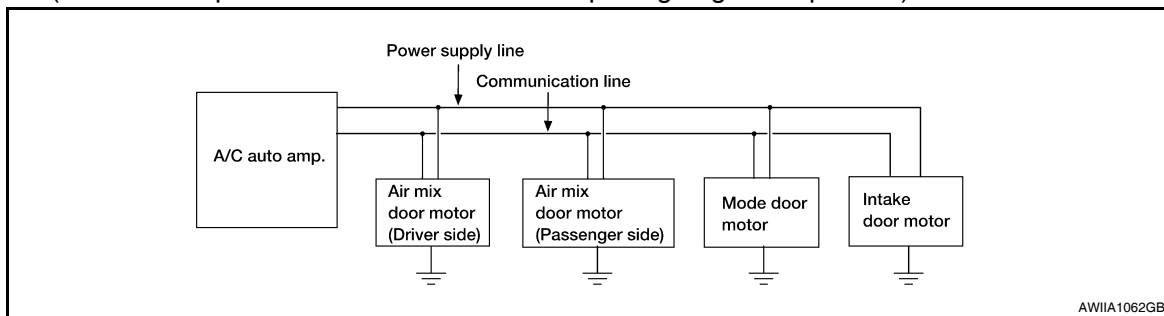 Power supply line
Communication line
A/C auto amp.
Air mix
door motor
(Driver side)
Air mix
door motor
(Passenger side)
Mode door
motor
Intake
door motor
AWIIA1062GB